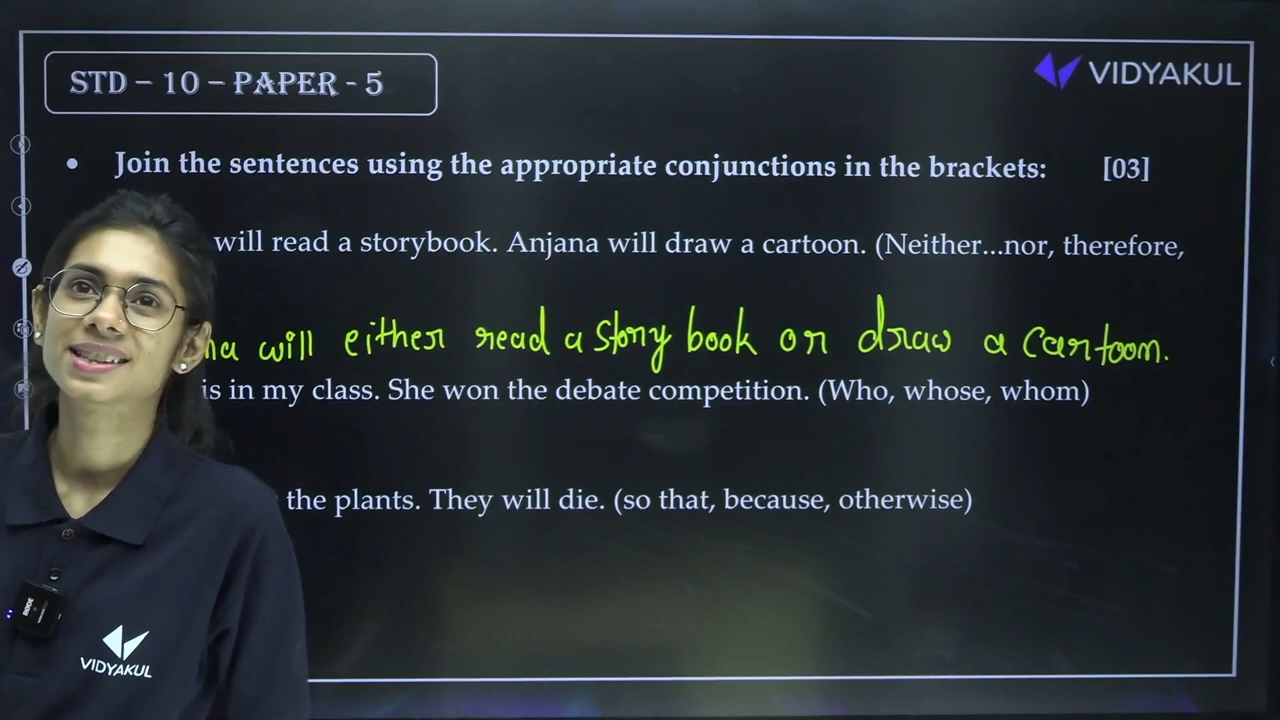 STD – 10 – PAPER - 5
VIDYAKUL
• Join the sentences using the appropriate conjunctions in the brackets: [03]
will read a storybook. Anjana will draw a cartoon. (Neither...nor, therefore,
will either read a story book or draw a cartoon.
is in my class. She won the debate competition. (Who, whose, whom)
the plants. They will die. (so that, because, otherwise)
RODE
VIDYAKUL